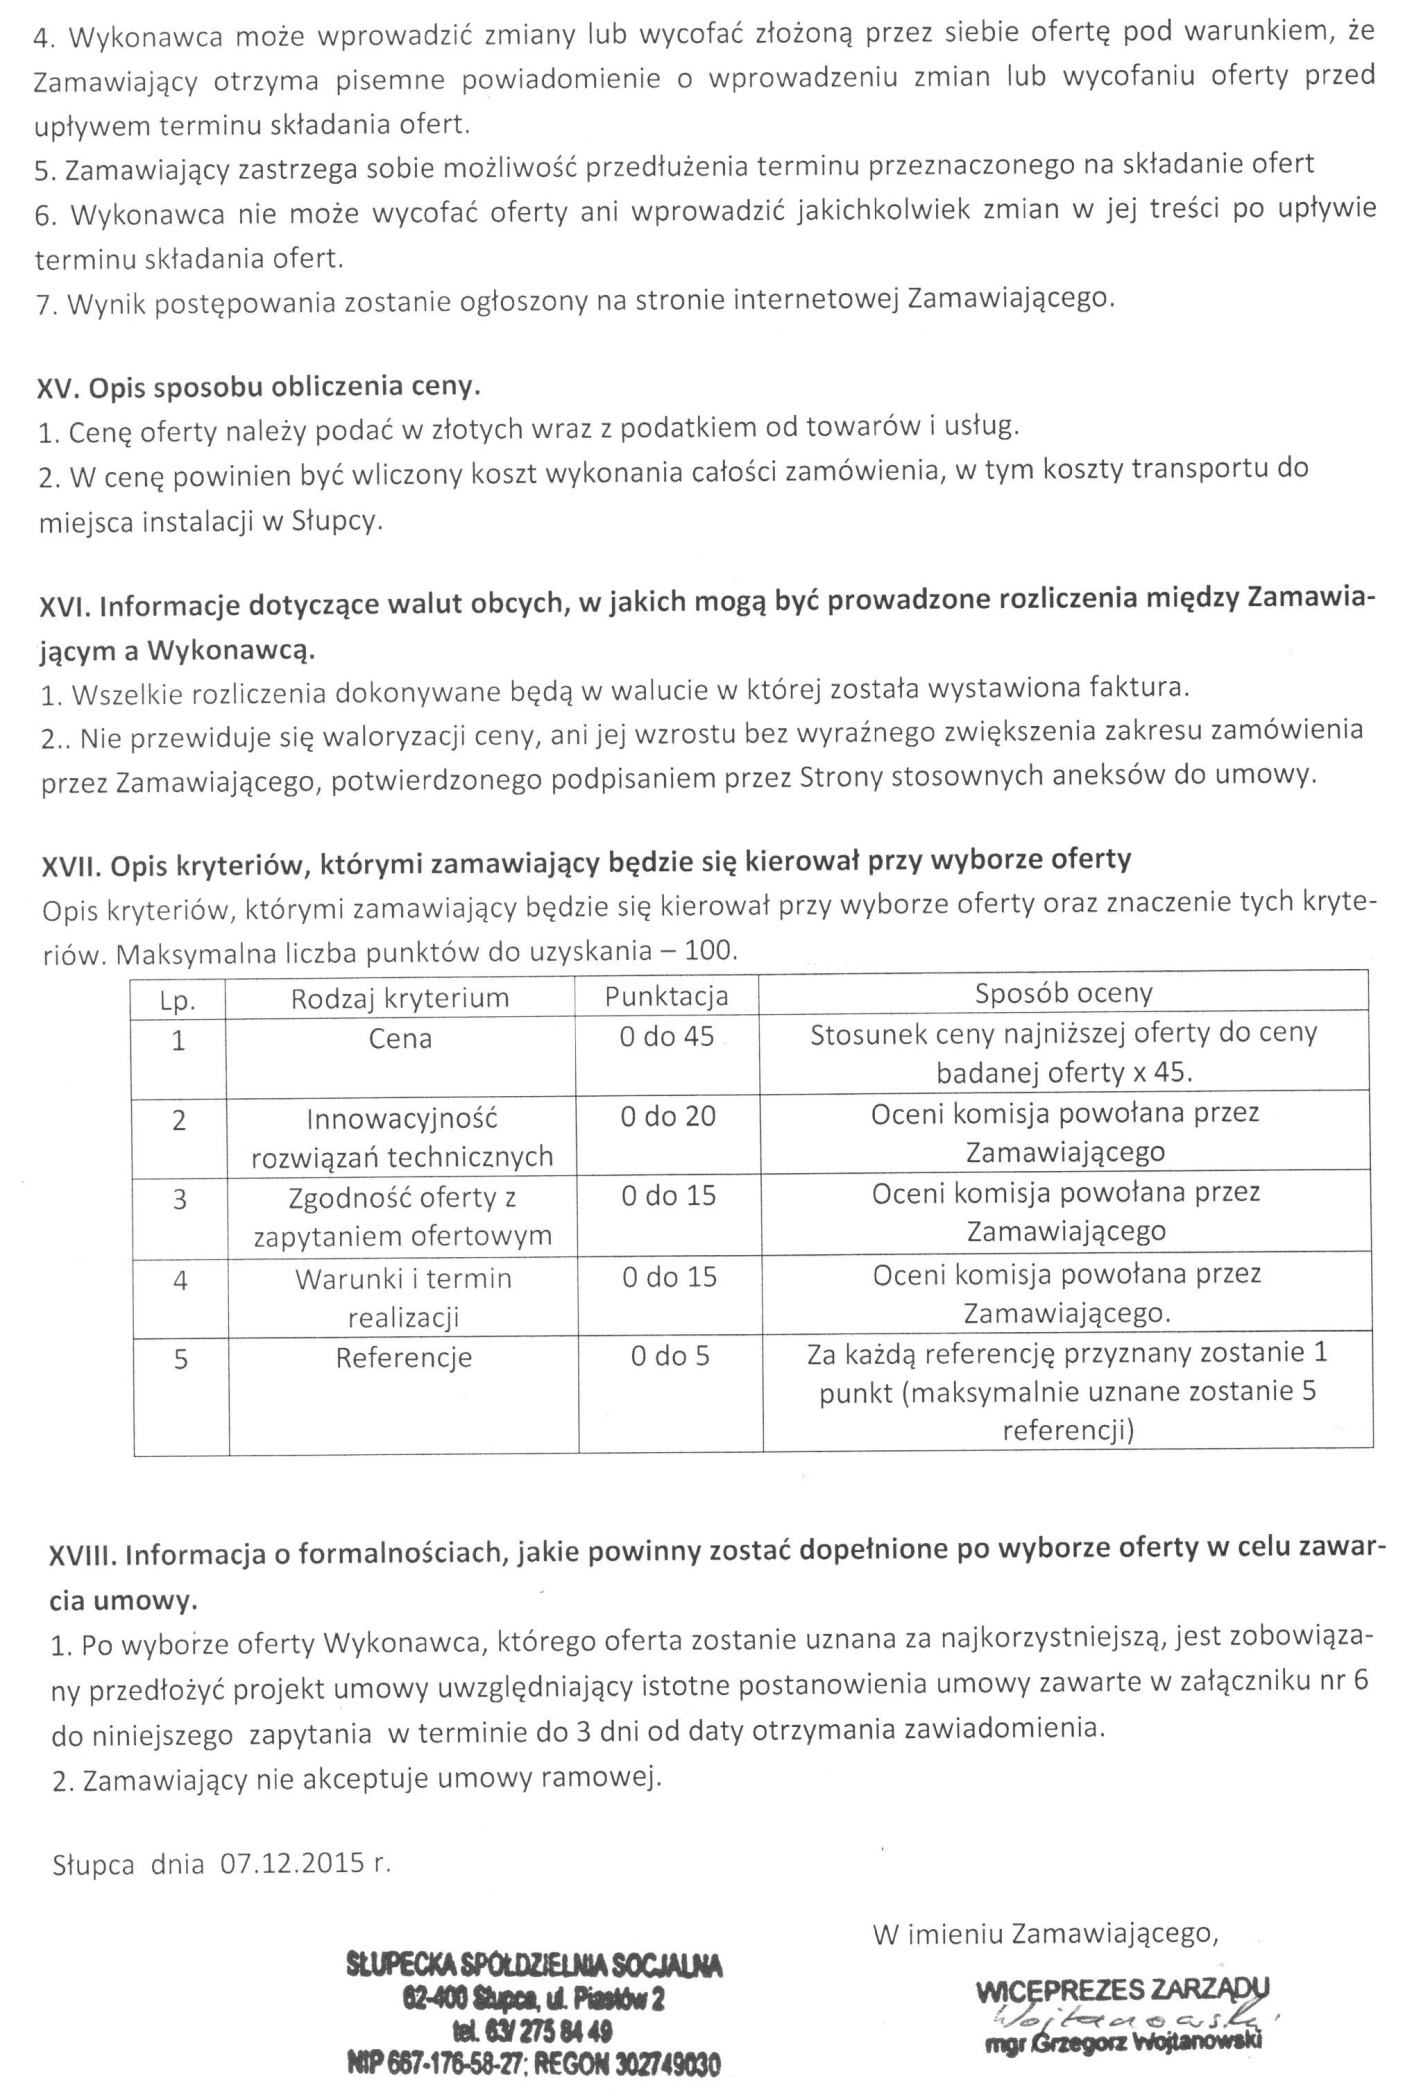 4. Wykonawca może wprowadzić zmiany lub wycofać złożoną przez siebie ofertę pod warunkiem, że
Zamawiający otrzyma pisemne powiadomienie o wprowadzeniu zmian lub wycofaniu oferty przed
upływem terminu składania ofert.
5. Zamawiający zastrzega sobie możliwość przedłużenia terminu przeznaczonego na składanie ofert
6. Wykonawca nie może wycofać oferty ani wprowadzić jakichkolwiek zmian w jej treści po upływie
terminu składania ofert.
7. Wynik postępowania zostanie ogłoszony na stronie internetowej Zamawiającego.
XV. Opis sposobu obliczenia ceny.
1. Cenę oferty należy podać w złotych wraz z podatkiem od towarów i usług.
2. W cenę powinien być wliczony koszt wykonania całości zamówienia, w tym koszty transportu do
miejsca instalacji w Słupcy.
XVI. Informacje dotyczące walut obcych, w jakich mogą być prowadzone rozliczenia między Zamawia-
jącym a Wykonawcą.
1. Wszelkie rozliczenia dokonywane będą w walucie w której została wystawiona faktura.
2.. Nie przewiduje się waloryzacji ceny, ani jej wzrostu bez wyraźnego zwiększenia zakresu zamówienia
przez Zamawiającego, potwierdzonego podpisaniem przez Strony stosownych aneksów do umowy.
XVII. Opis kryteriów, którymi zamawiający będzie się kierował przy wyborze oferty
Opis kryteriów, którymi zamawiający będzie się kierował przy wyborze oferty oraz znaczenie tych kryte-
riów. Maksymalna liczba punktów do uzyskania – 100.
Lp. Rodzaj kryterium Punktacja Sposób oceny
1 Cena 0 do 45 Stosunek ceny najniższej oferty do ceny
badanej oferty x 45.
2 Innowacyjność 0 do 20 Oceni komisja powołana przez
rozwiązań technicznych Zamawiającego
3 Zgodność oferty z 0 do 15 Oceni komisja powołana przez
zapytaniem ofertowym Zamawiającego
4 Warunki i termin 0 do 15 Oceni komisja powołana przez
realizacji Zamawiającego.
5 Referencje 0 do 5 Za każdą referencję przyznany zostanie 1
punkt (maksymalnie uznane zostanie 5
referencji)
XVIII. Informacja o formalnościach, jakie powinny zostać dopełnione po wyborze oferty w celu zawar-
cia umowy.
1. Po wyborze oferty Wykonawca, którego oferta zostanie uznana za najkorzystniejszą, jest zobowiąza-
ny przedłożyć projekt umowy uwzględniający istotne postanowienia umowy zawarte w załączniku nr 6
do niniejszego zapytania w terminie do 3 dni od daty otrzymania zawiadomienia.
2. Zamawiający nie akceptuje umowy ramowej.
Słupca dnia 07.12.2015 r.
W imieniu Zamawiającego,
SŁUPECKA SPÓŁDZIELNIA SOCJALNA
62-400 Słupca, ul. Piastów 2
tel. 63/ 275 84 49
NIP 667-176-58-27; REGON 302749030
WICEPREZES ZARZĄDU
Wojtanowski
mgr Grzegorz Wojtanowski